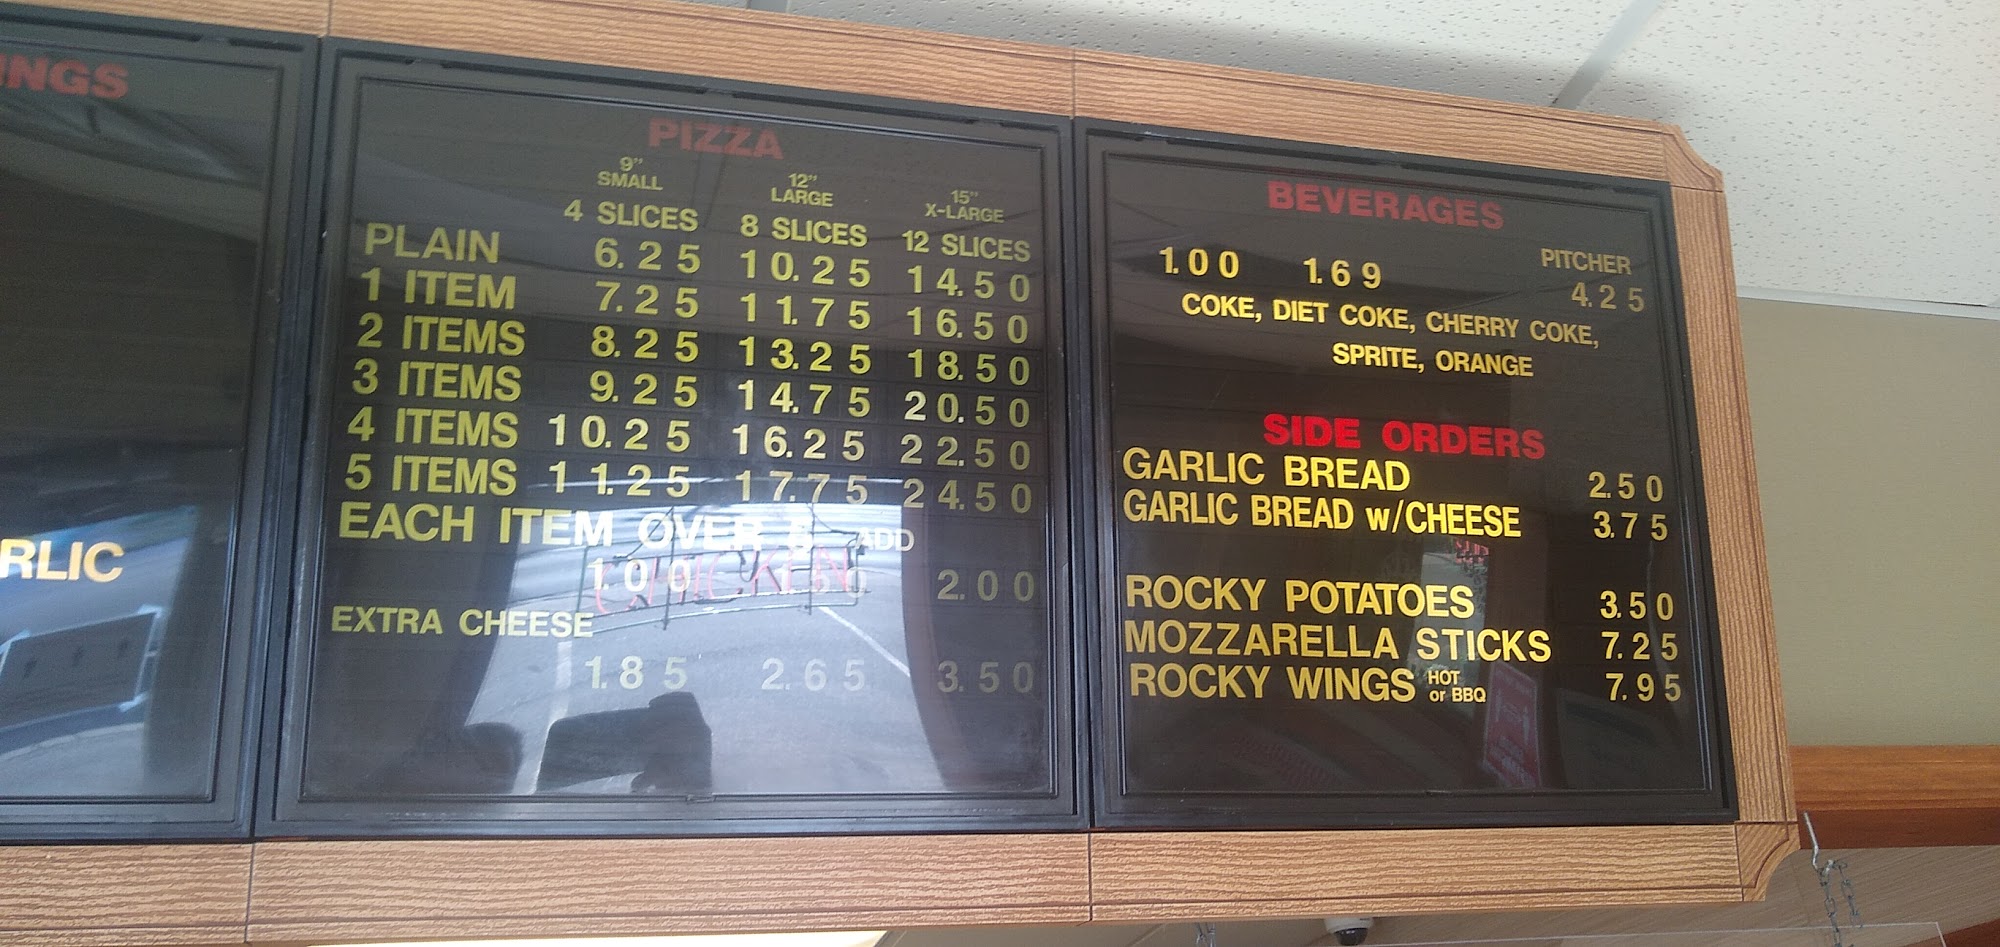 PIZZA
9" 12" 15"
SMALL LARGE X-LARGE
4 SLICES 8 SLICES 12 SLICES
PLAIN 6.25 10.25 14.50
1 ITEM 7.25 11.75 16.50
2 ITEMS 8.25 13.25 18.50
3 ITEMS 9.25 14.75 20.50
4 ITEMS 10.25 16.25 22.50
5 ITEMS 11.25 17.75 24.50
EACH ITEM OVER 5 ADD
1.00 1.50 2.00
EXTRA CHEESE
1.85 2.65 3.50
CHICKEN
BEVERAGES
PITCHER
1.00 1.69 4.25
COKE, DIET COKE, CHERRY COKE,
SPRITE, ORANGE
SIDE ORDERS
GARLIC BREAD 2.50
GARLIC BREAD w/CHEESE 3.75
ROCKY POTATOES 3.50
MOZZARELLA STICKS 7.25
ROCKY WINGS HOT or BBQ 7.95